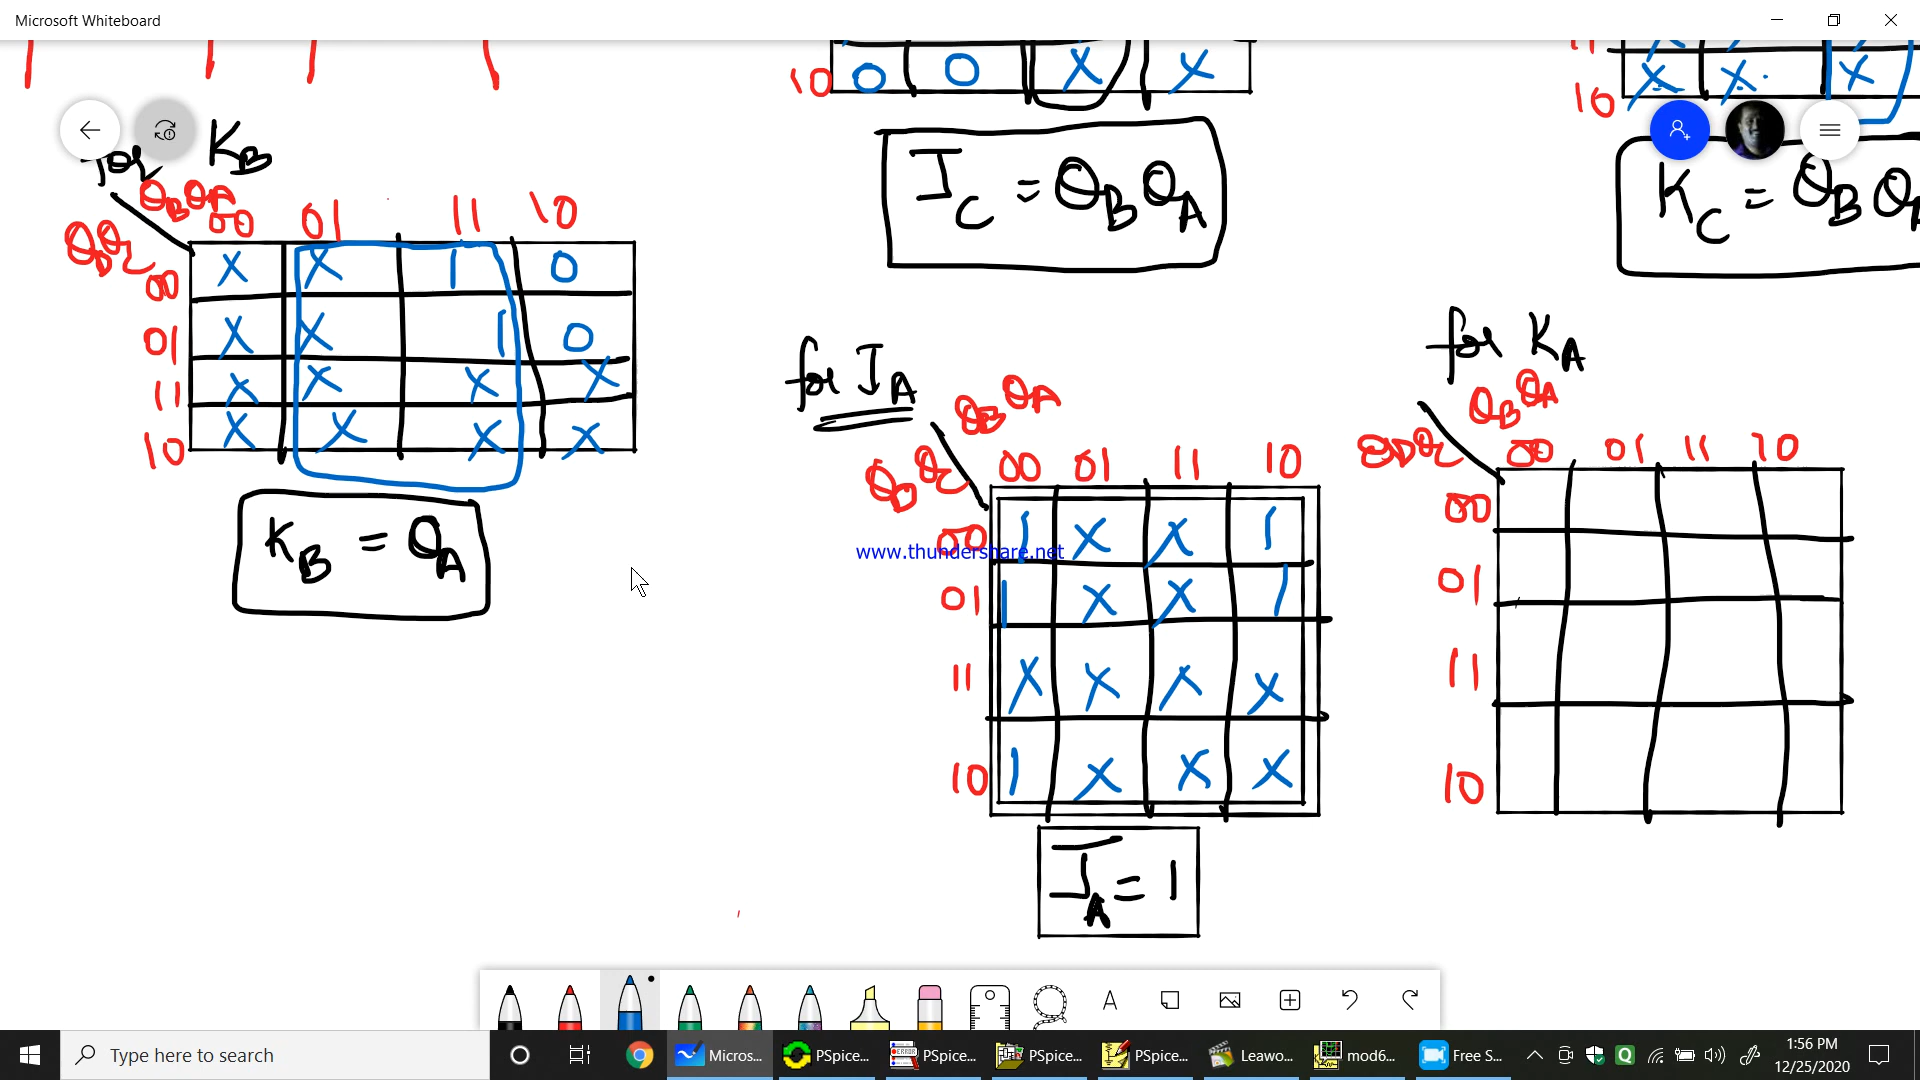 Microsoft Whiteboard
10 0 0 X X
11
10 X X X
for KB
QBQA
00 01 11 10
QDQC
00 X X 1 0
01 X X 1 0
11 X X X X
10 X X X X
KB = QA
JC = QBQA
KC = QBQA
for JA
QBQA
QDQC 00 01 11 10
00 1 X X 1
www.thundershare.net
01 1 X X 1
11 X X X X
10 1 X X X
JA = 1
for KA
QBQA
QDQC 00 01 11 10
00
01
11
10
Type here to search
Micros...
PSpice...
PSpice...
PSpice...
PSpice...
Leawo...
mod6...
Free S...
1:56 PM
12/25/2020